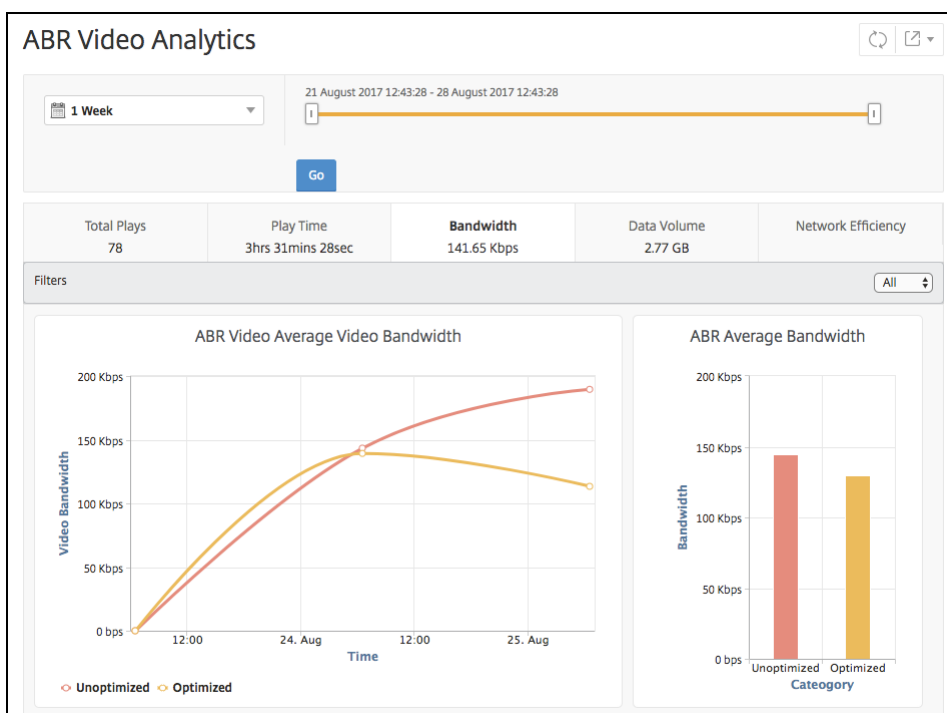 ABR Video Analytics
1 Week
21 August 2017 12:43:28 - 28 August 2017 12:43:28
Go
Total Plays
78
Play Time
3hrs 31mins 28sec
Bandwidth
141.65 Kbps
Data Volume
2.77 GB
Network Efficiency
Filters
All
ABR Video Average Video Bandwidth
200 Kbps
150 Kbps
100 Kbps
50 Kbps
0 bps
Video Bandwidth
12:00
24. Aug
12:00
25. Aug
Time
Unoptimized
Optimized
ABR Average Bandwidth
200 Kbps
150 Kbps
100 Kbps
50 Kbps
0 bps
Bandwidth
Unoptimized
Optimized
Cateogory